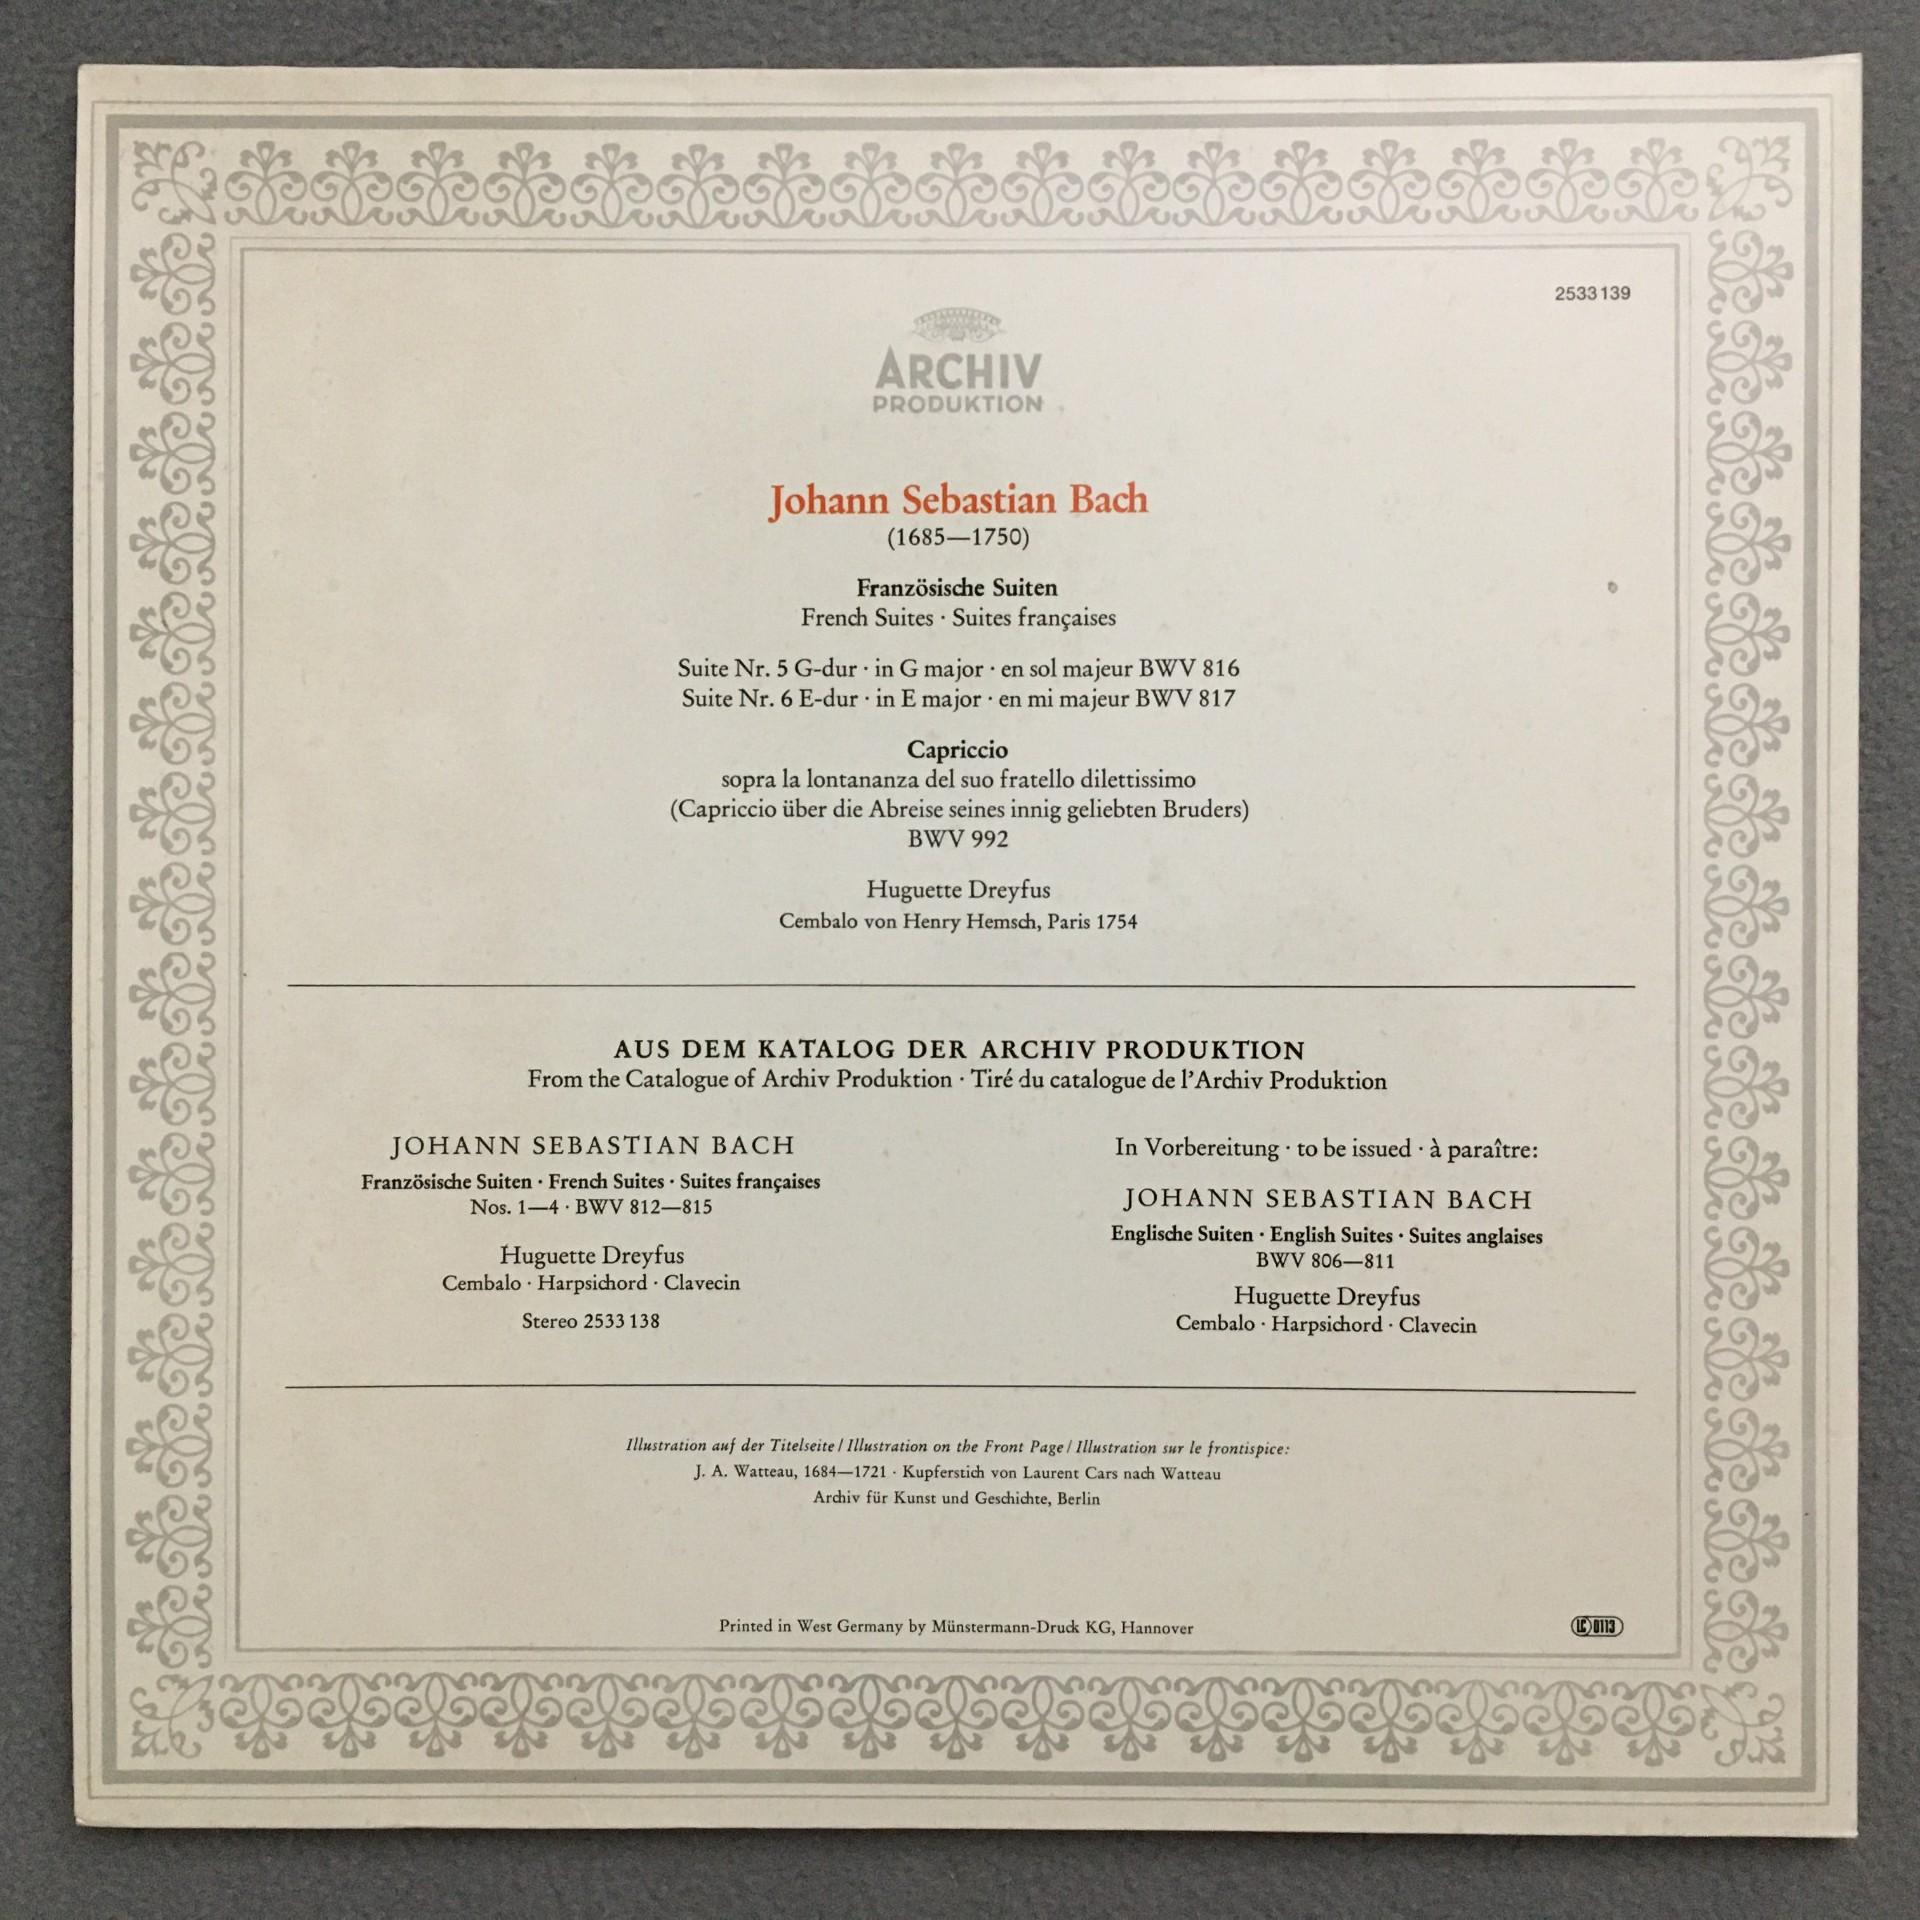 2533 139
ARCHIV
PRODUKTION
Johann Sebastian Bach
(1685—1750)
Französische Suiten
French Suites · Suites françaises
Suite Nr. 5 G-dur · in G major · en sol majeur BWV 816
Suite Nr. 6 E-dur · in E major · en mi majeur BWV 817
Capriccio
sopra la lontananza del suo fratello dilettissimo
(Capriccio über die Abreise seines innig geliebten Bruders)
BWV 992
Huguette Dreyfus
Cembalo von Henry Hemsch, Paris 1754
AUS DEM KATALOG DER ARCHIV PRODUKTION
From the Catalogue of Archiv Produktion · Tiré du catalogue de l'Archiv Produktion
JOHANN SEBASTIAN BACH
Französische Suiten · French Suites · Suites françaises
Nos. 1—4 · BWV 812—815
Huguette Dreyfus
Cembalo · Harpsichord · Clavecin
Stereo 2533 138
In Vorbereitung · to be issued · à paraître:
JOHANN SEBASTIAN BACH
Englische Suiten · English Suites · Suites anglaises
BWV 806—811
Huguette Dreyfus
Cembalo · Harpsichord · Clavecin
Illustration auf der Titelseite / Illustration on the Front Page / Illustration sur le frontispice:
J. A. Watteau, 1684—1721 · Kupferstich von Laurent Cars nach Watteau
Archiv für Kunst und Geschichte, Berlin
Printed in West Germany by Münstermann-Druck KG, Hannover
LC 0113